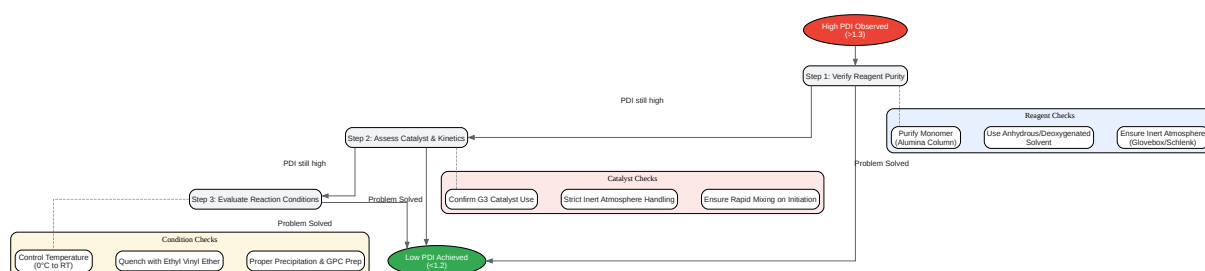 High PDI Observed
(>1.3)
Step 1: Verify Reagent Purity
PDI still high
Reagent Checks
Purify Monomer
(Alumina Column)
Use Anhydrous/Deoxygenated
Solvent
Ensure Inert Atmosphere
(Glovebox/Schlenk)
Step 2: Assess Catalyst & Kinetics
PDI still high
Problem Solved
Catalyst Checks
Confirm G3 Catalyst Use
Strict Inert Atmosphere Handling
Ensure Rapid Mixing on Initiation
Step 3: Evaluate Reaction Conditions
Problem Solved
Problem Solved
Condition Checks
Control Temperature
(0°C to RT)
Quench with Ethyl Vinyl Ether
Proper Precipitation & GPC Prep
Low PDI Achieved
(<1.2)